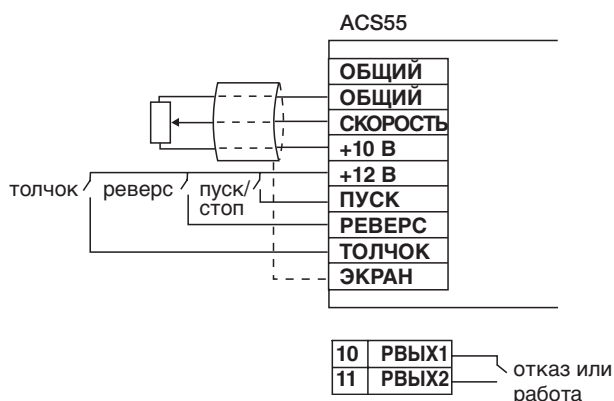 ACS55
ОБЩИЙ
ОБЩИЙ
СКОРОСТЬ
+10 В
+12 В
ПУСК
РЕВЕРС
ТОЛЧОК
ЭКРАН
толчок
реверс
пуск/
стоп
10 РВЫХ1
11 РВЫХ2
отказ или
работа